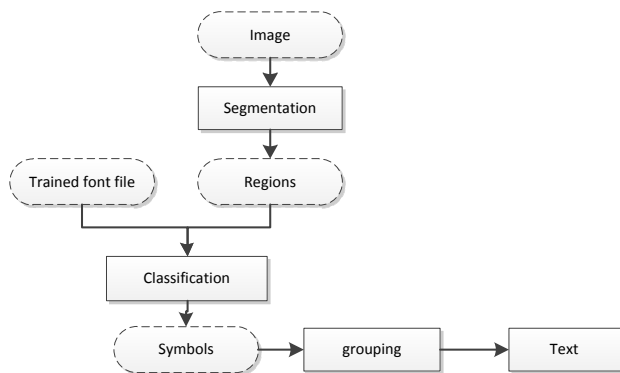 Image
Segmentation
Trained font file
Regions
Classification
Symbols
grouping
Text